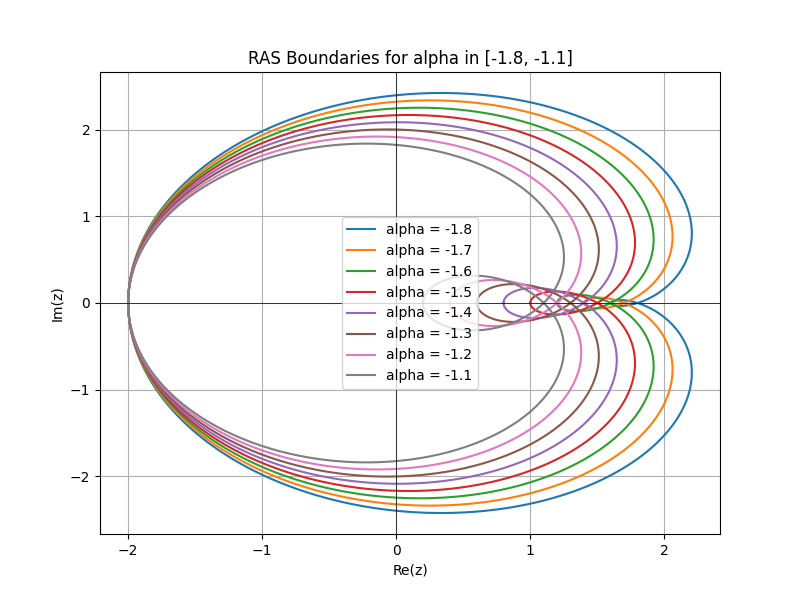 RAS Boundaries for alpha in [-1.8, -1.1]
Im(z)
2
1
0
−1
−2
alpha = -1.8
alpha = -1.7
alpha = -1.6
alpha = -1.5
alpha = -1.4
alpha = -1.3
alpha = -1.2
alpha = -1.1
−2
−1
0
1
2
Re(z)